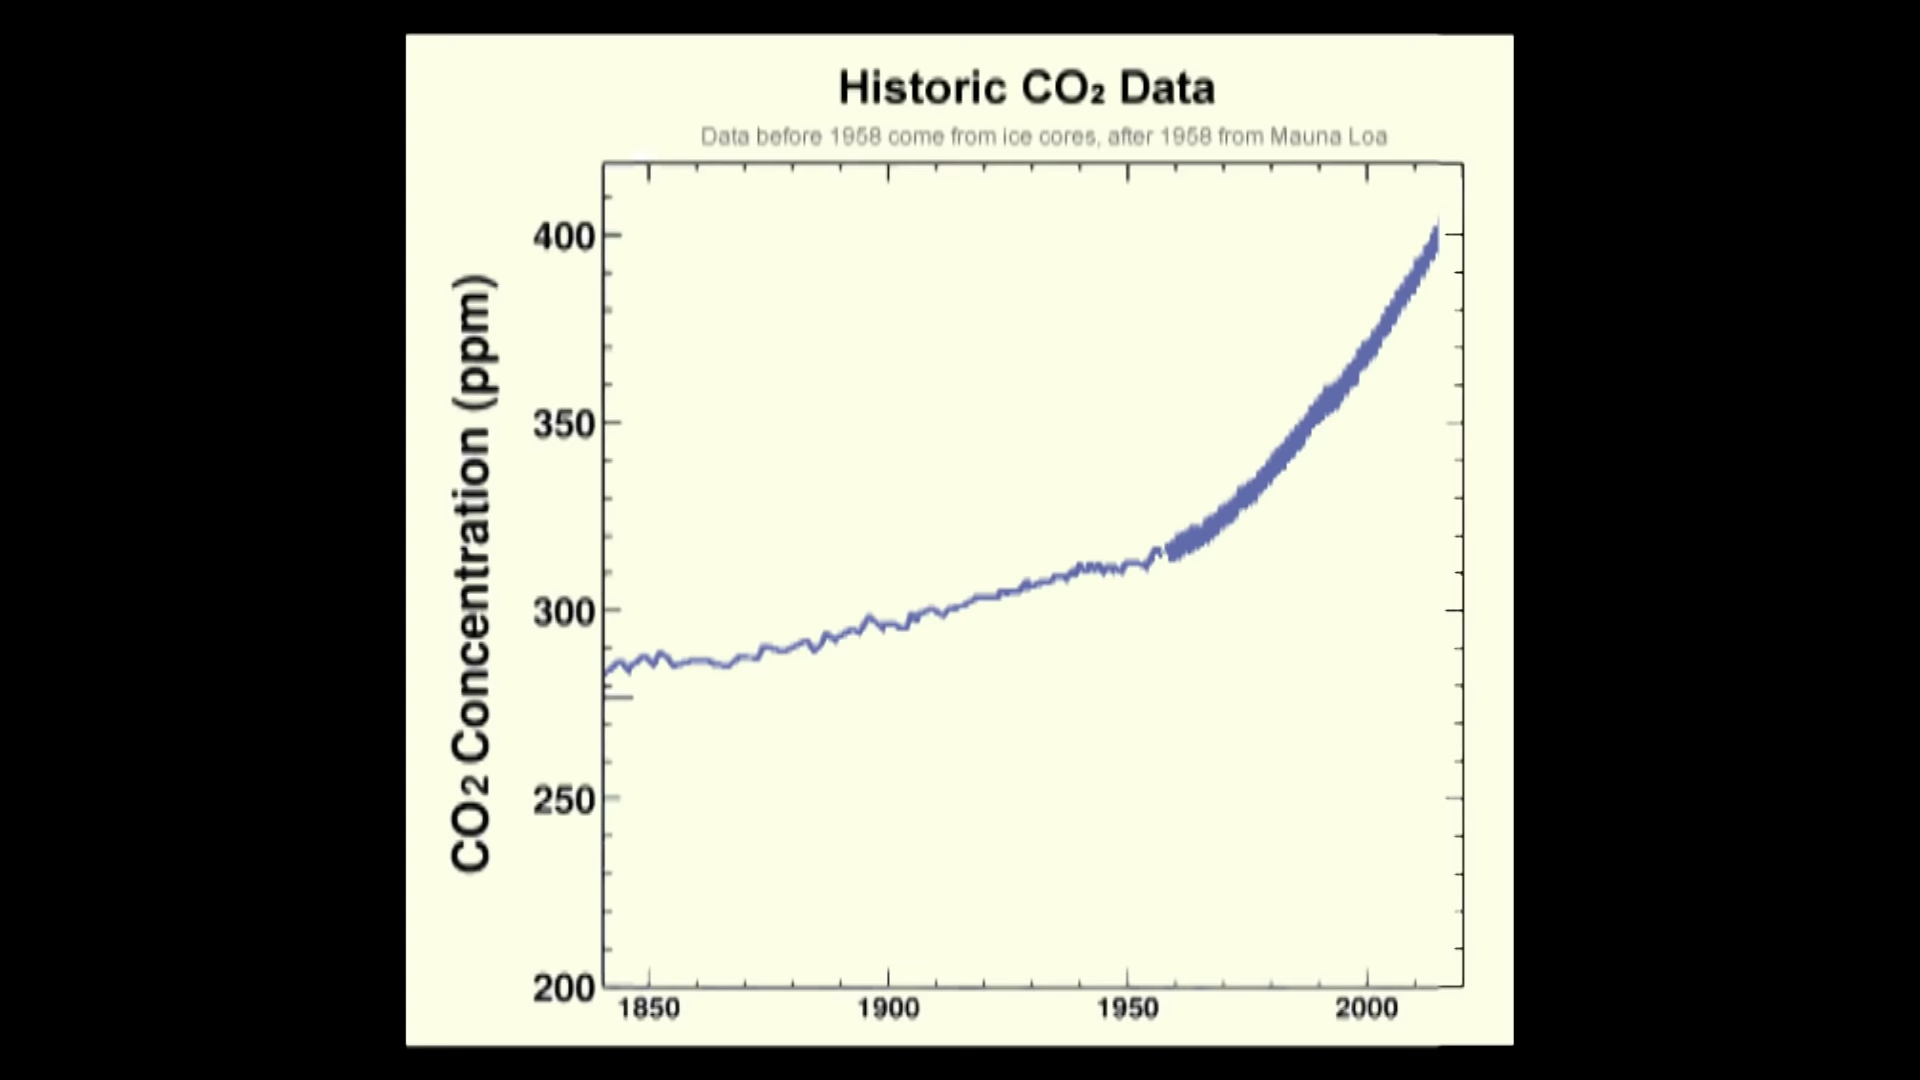 Historic CO₂ Data
Data before 1958 come from ice cores, after 1958 from Mauna Loa
CO2 Concentration (ppm)
400
350
300
250
200
1850 1900 1950 2000